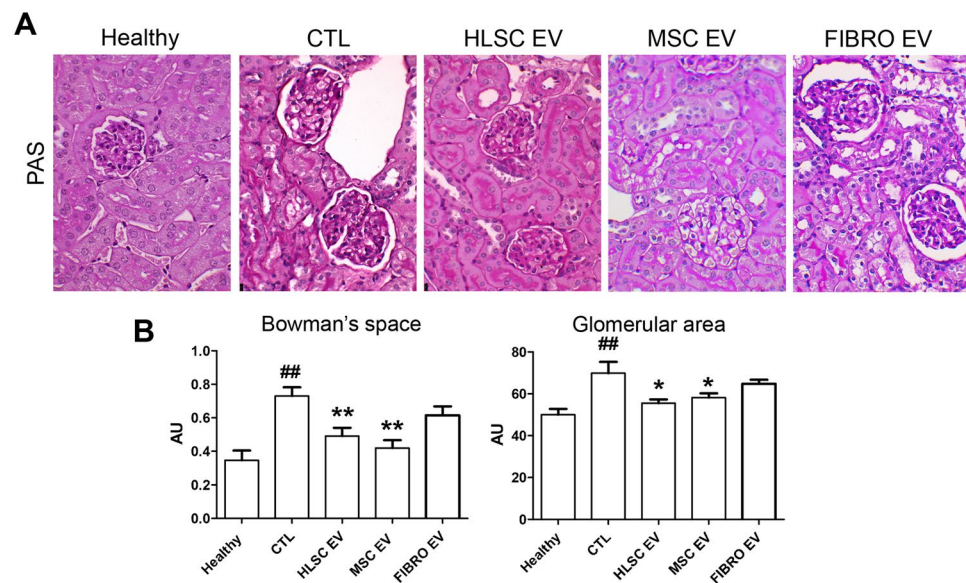 A
Healthy
CTL
HLSC EV
MSC EV
FIBRO EV
PAS
B
Bowman's space
1.0
0.8
0.6
0.4
0.2
0.0
AU
##
**
**
Healthy
CTL
HLSC EV
MSC EV
FIBRO EV
Glomerular area
80
60
40
20
0
AU
##
*
*
Healthy
CTL
HLSC EV
MSC EV
FIBRO EV